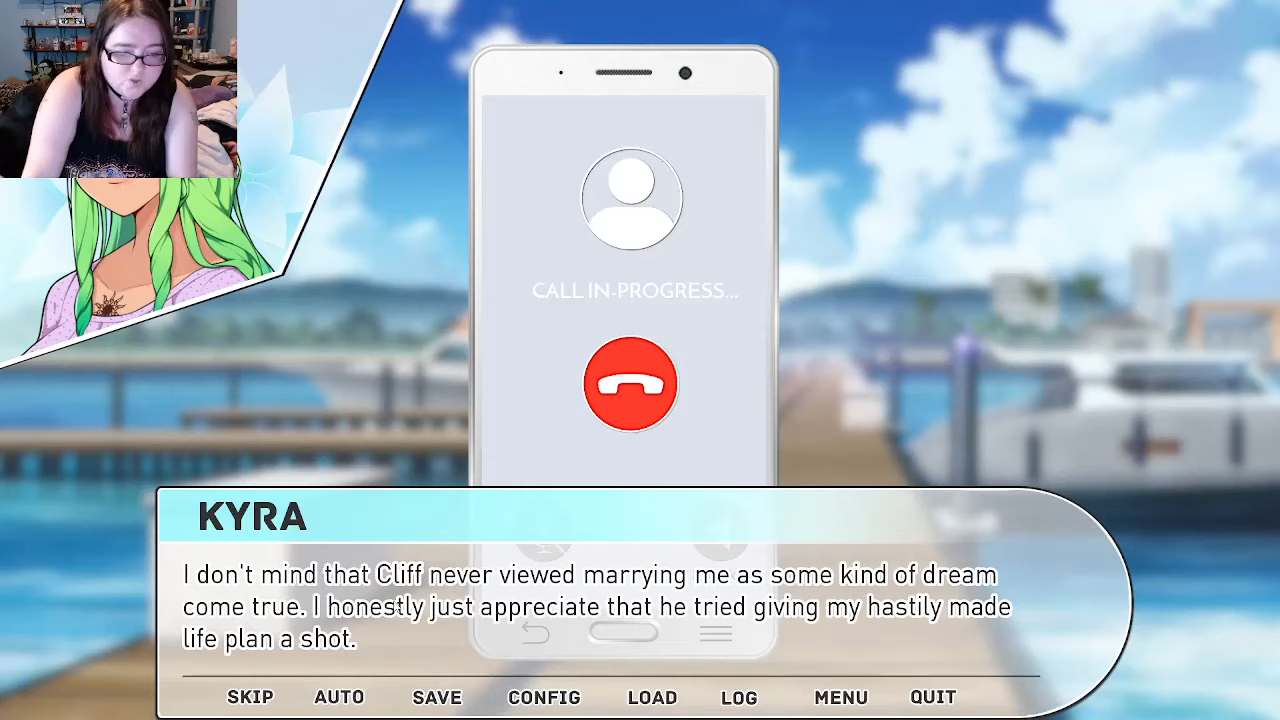 CALL IN-PROGRESS...
KYRA
I don't mind that Cliff never viewed marrying me as some kind of dream
come true. I honestly just appreciate that he tried giving my hastily made
life plan a shot.
SKIP AUTO SAVE CONFIG LOAD LOG MENU QUIT